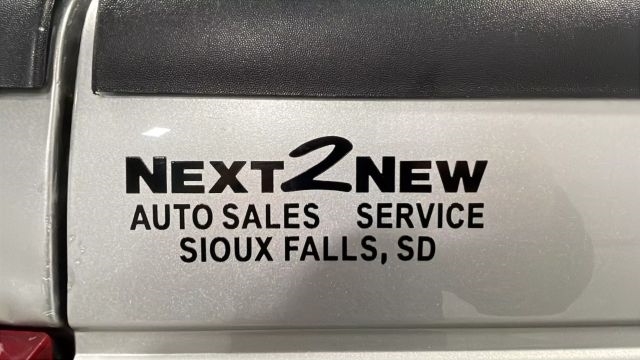 NEXT2NEW
AUTO SALES SERVICE
SIOUX FALLS, SD